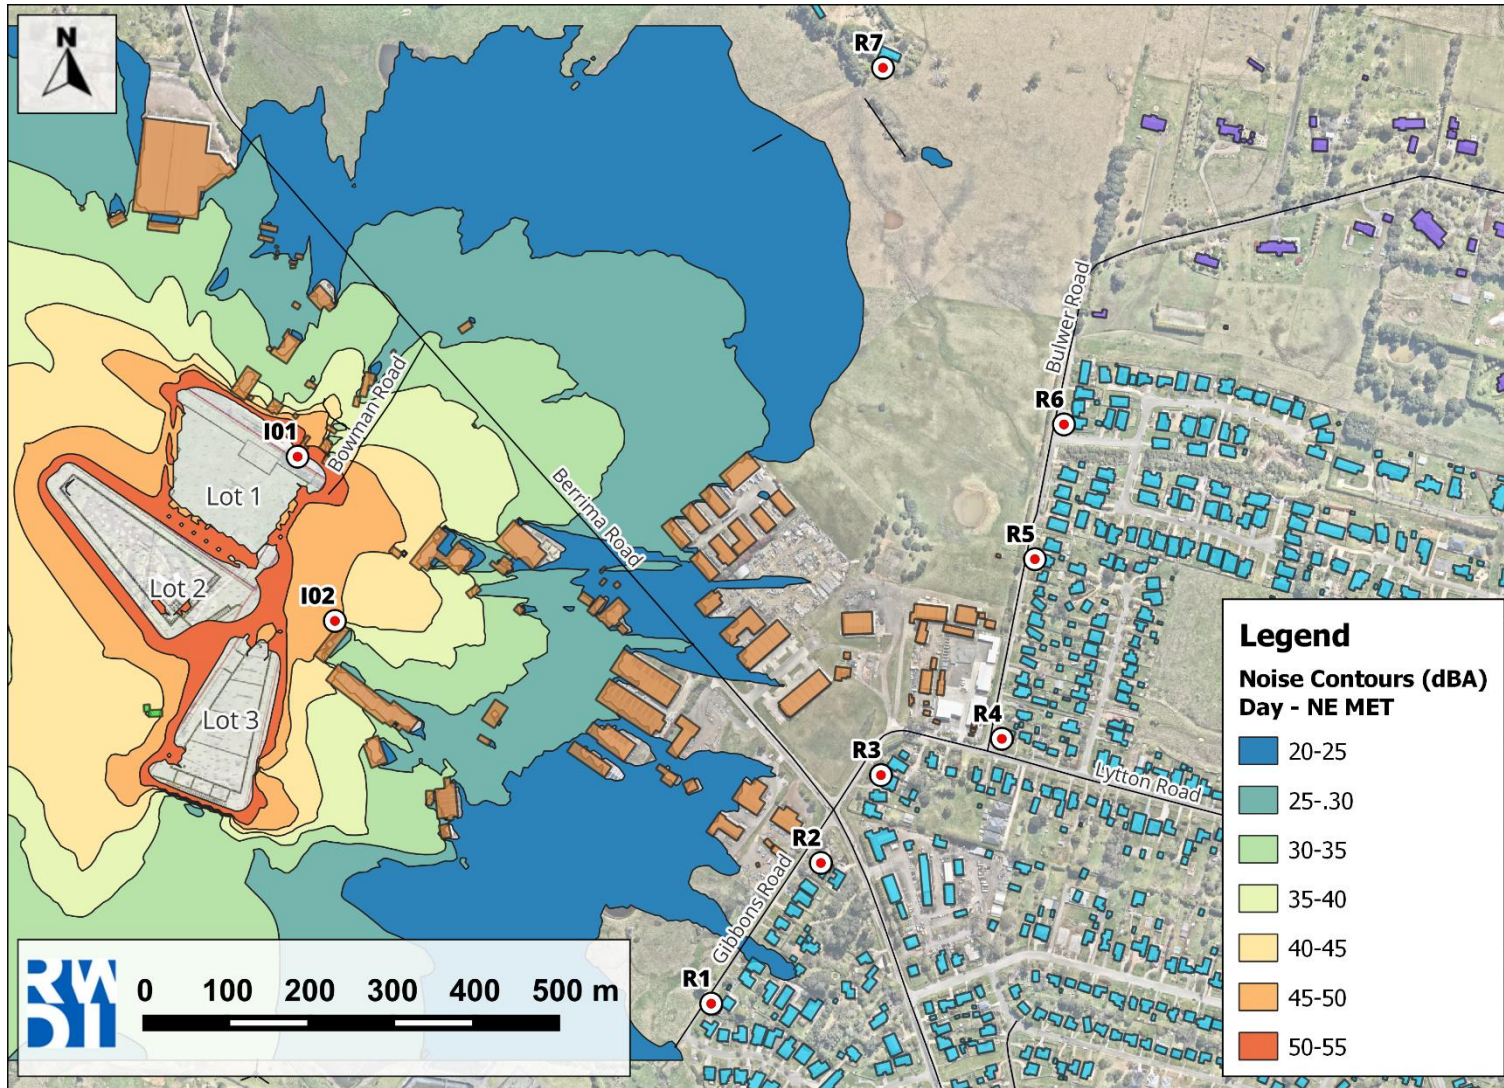 N
R7
Bulwer Road
R6
I01
Bowman Road
Lot 1
Berrima Road
R5
Lot 2
I02
Lot 3
R4
R3
Lytton Road
R2
Gibbons Road
R1
Legend
Noise Contours (dBA)
Day - NE MET
20-25
25-.30
30-35
35-40
40-45
45-50
50-55
RWDI
0 100 200 300 400 500 m